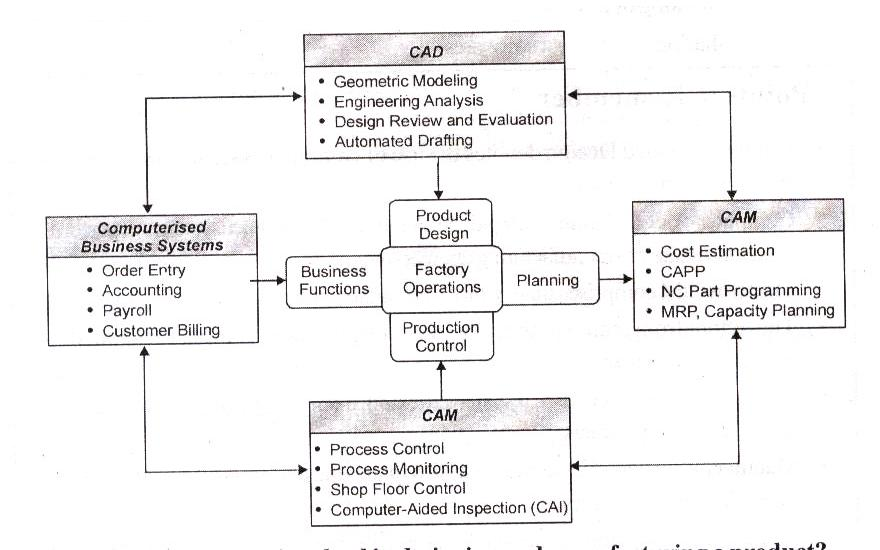 CAD
• Geometric Modeling
• Engineering Analysis
• Design Review and Evaluation
• Automated Drafting
Computerised
Business Systems
• Order Entry
• Accounting
• Payroll
• Customer Billing
Product
Design
Business
Functions
Factory
Operations
Planning
Production
Control
CAM
• Cost Estimation
• CAPP
• NC Part Programming
• MRP, Capacity Planning
CAM
• Process Control
• Process Monitoring
• Shop Floor Control
• Computer-Aided Inspection (CAI)
product?